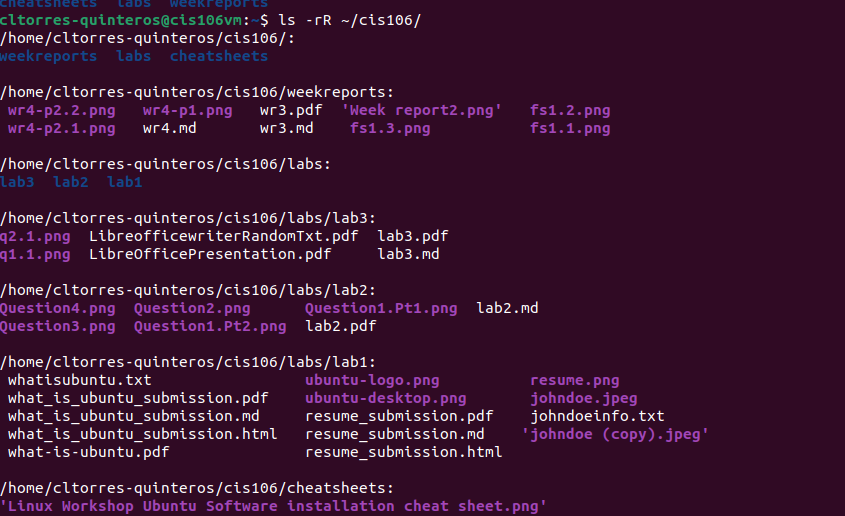 cheatsheets labs weekreports
cltorres-quinteros@cis106vm:~$ ls -rR ~/cis106/
/home/cltorres-quinteros/cis106/:
weekreports labs cheatsheets
/home/cltorres-quinteros/cis106/weekreports:
wr4-p2.2.png wr4-p1.png wr3.pdf 'Week report2.png' fs1.2.png
wr4-p2.1.png wr4.md wr3.md fs1.3.png fs1.1.png
/home/cltorres-quinteros/cis106/labs:
lab3 lab2 lab1
/home/cltorres-quinteros/cis106/labs/lab3:
q2.1.png LibreofficewriterRandomTxt.pdf lab3.pdf
q1.1.png LibreOfficePresentation.pdf lab3.md
/home/cltorres-quinteros/cis106/labs/lab2:
Question4.png Question2.png Question1.Pt1.png lab2.md
Question3.png Question1.Pt2.png lab2.pdf
/home/cltorres-quinteros/cis106/labs/lab1:
whatisubuntu.txt ubuntu-logo.png resume.png
what_is_ubuntu_submission.pdf ubuntu-desktop.png johndoe.jpeg
what_is_ubuntu_submission.md resume_submission.pdf johndoeinfo.txt
what_is_ubuntu_submission.html resume_submission.md 'johndoe (copy).jpeg'
what-is-ubuntu.pdf resume_submission.html
/home/cltorres-quinteros/cis106/cheatsheets:
'Linux Workshop Ubuntu Software installation cheat sheet.png'